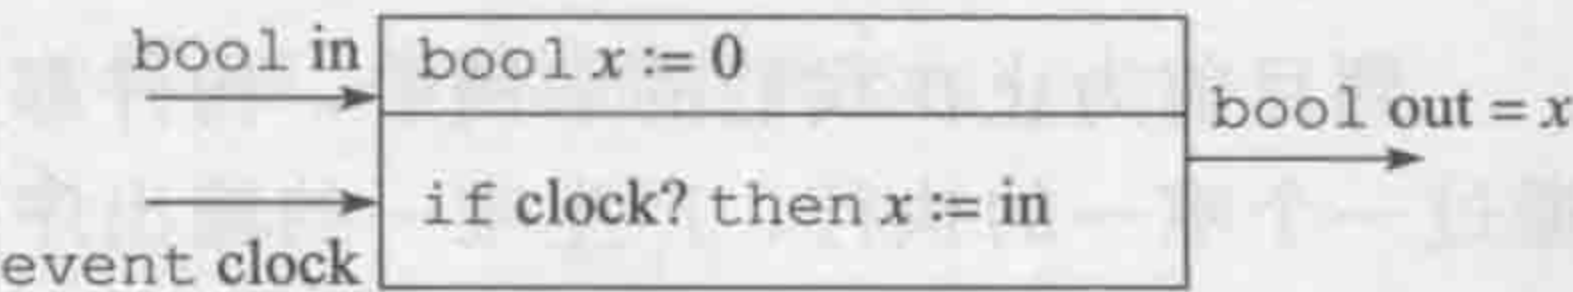 bool in
bool x := 0
bool out = x
if clock? then x := in
event clock